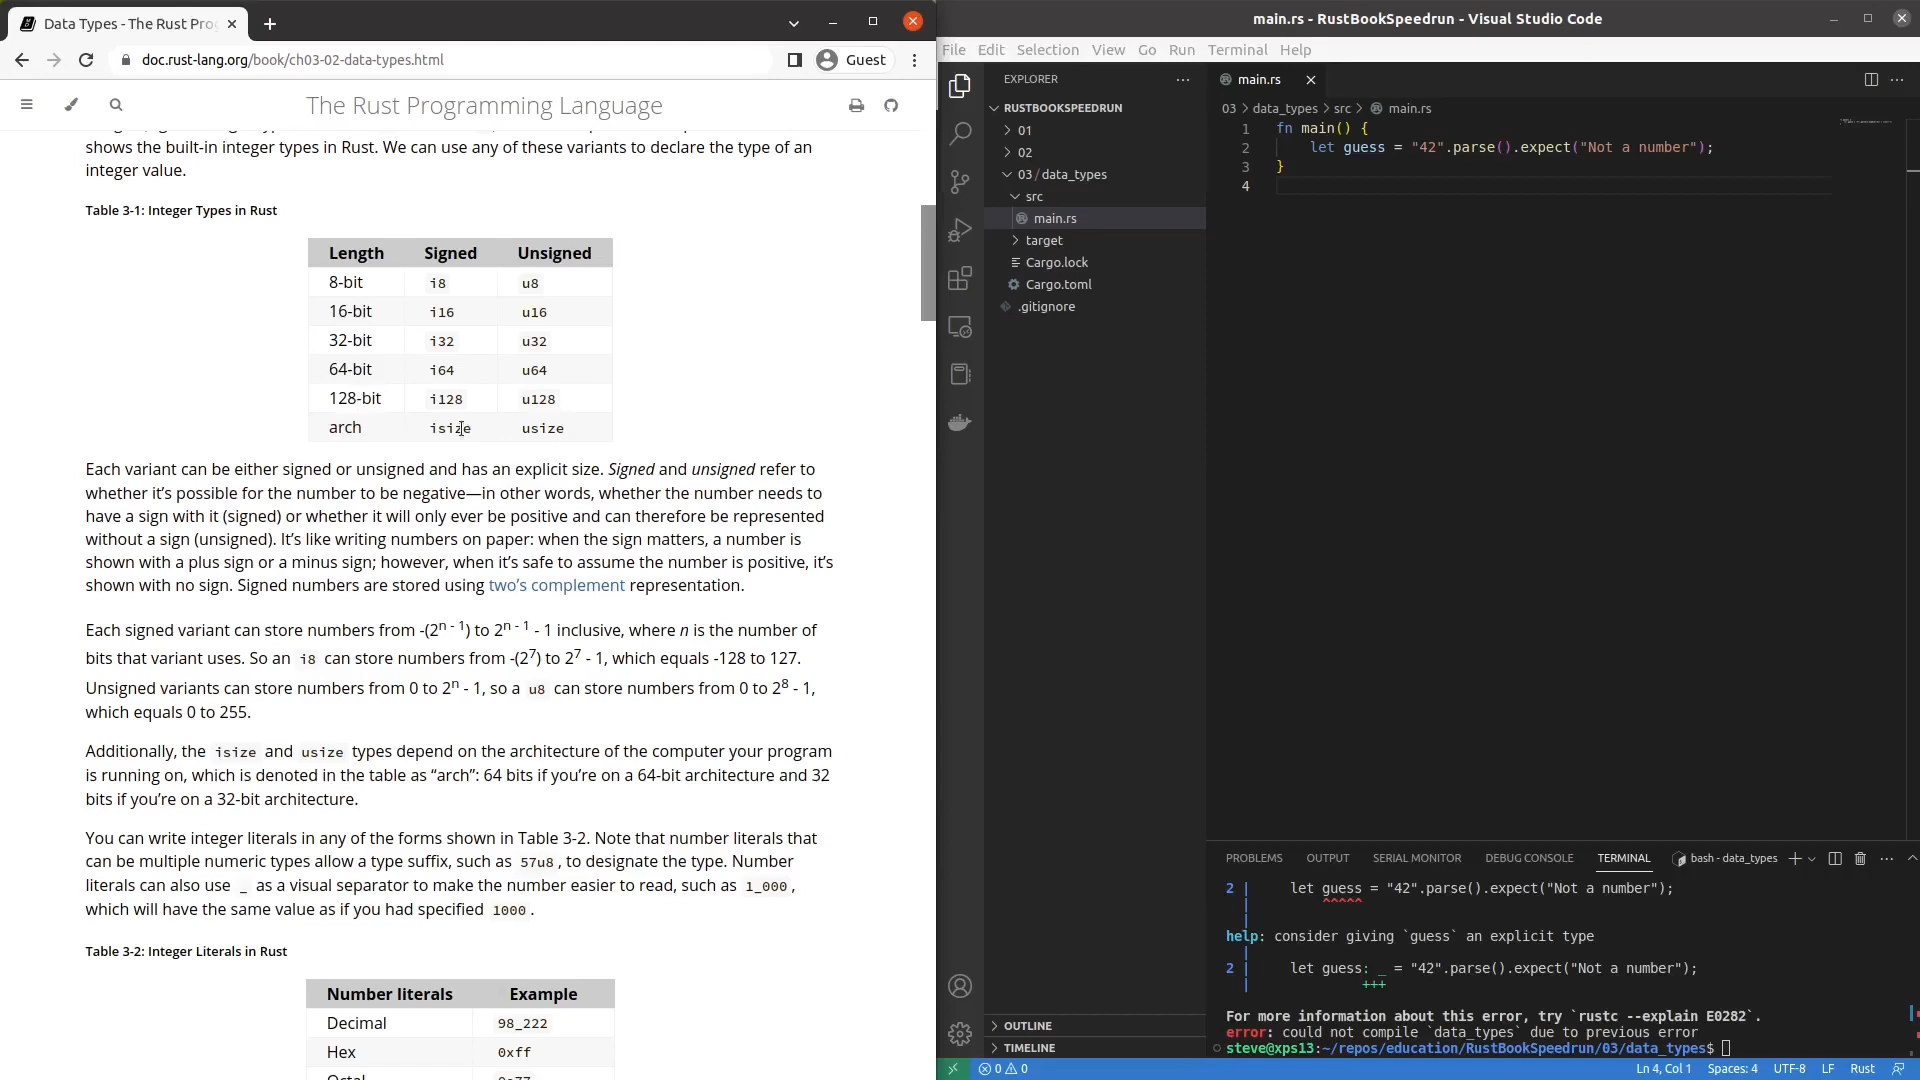 Data Types - The Rust Pro
doc.rust-lang.org/book/ch03-02-data-types.html
Guest
The Rust Programming Language
shows the built-in integer types in Rust. We can use any of these variants to declare the type of an
integer value.
Table 3-1: Integer Types in Rust
Length Signed Unsigned
8-bit i8 u8
16-bit i16 u16
32-bit i32 u32
64-bit i64 u64
128-bit i128 u128
arch isize usize
Each variant can be either signed or unsigned and has an explicit size. Signed and unsigned refer to
whether it’s possible for the number to be negative—in other words, whether the number needs to
have a sign with it (signed) or whether it will only ever be positive and can therefore be represented
without a sign (unsigned). It’s like writing numbers on paper: when the sign matters, a number is
shown with a plus sign or a minus sign; however, when it’s safe to assume the number is positive, it’s
shown with no sign. Signed numbers are stored using two’s complement representation.
Each signed variant can store numbers from -(2n - 1) to 2n - 1 - 1 inclusive, where n is the number of
bits that variant uses. So an i8 can store numbers from -(27) to 27 - 1, which equals -128 to 127.
Unsigned variants can store numbers from 0 to 2n - 1, so a u8 can store numbers from 0 to 28 - 1,
which equals 0 to 255.
Additionally, the isize and usize types depend on the architecture of the computer your program
is running on, which is denoted in the table as “arch”: 64 bits if you’re on a 64-bit architecture and 32
bits if you’re on a 32-bit architecture.
You can write integer literals in any of the forms shown in Table 3-2. Note that number literals that
can be multiple numeric types allow a type suffix, such as 57u8, to designate the type. Number
literals can also use _ as a visual separator to make the number easier to read, such as 1_000,
which will have the same value as if you had specified 1000.
Table 3-2: Integer Literals in Rust
Number literals Example
Decimal 98_222
Hex 0xff
main.rs - RustBookSpeedrun - Visual Studio Code
File Edit Selection View Go Run Terminal Help
EXPLORER
RUSTBOOKSPEEDRUN
01
02
03 / data_types
src
main.rs
target
Cargo.lock
Cargo.toml
.gitignore
OUTLINE
TIMELINE
main.rs
03 > data_types > src > main.rs
1 fn main() {
2 let guess = "42".parse().expect("Not a number");
3 }
4
PROBLEMS OUTPUT SERIAL MONITOR DEBUG CONSOLE TERMINAL bash - data_types
2 | let guess = "42".parse().expect("Not a number");
| ^^^^^
|
help: consider giving `guess` an explicit type
|
2 | let guess: _ = "42".parse().expect("Not a number");
| +++
For more information about this error, try `rustc --explain E0282`.
error: could not compile `data_types` due to previous error
steve@xps13:~/repos/education/RustBookSpeedrun/03/data_types$
0 0 Ln 4, Col 1 Spaces: 4 UTF-8 LF Rust